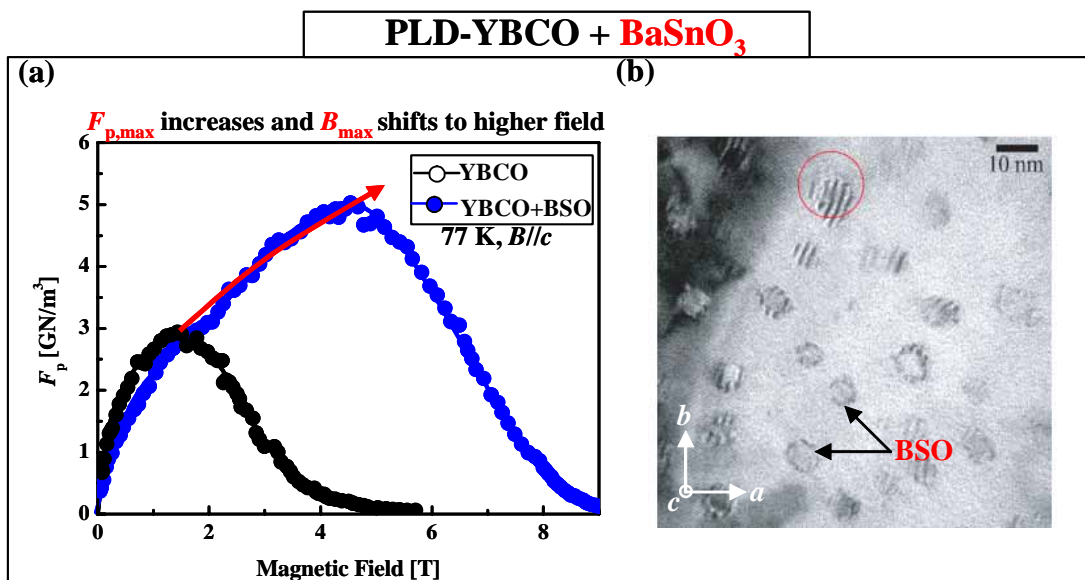 PLD-YBCO + BaSnO₃
(a)
(b)
Fp,max increases and Bmax shifts to higher field
6
5
4
3
2
1
0
Fp [GN/m³]
YBCO
YBCO+BSO
77 K, B//c
0
2
4
6
8
Magnetic Field [T]
10 nm
BSO
b
c
a